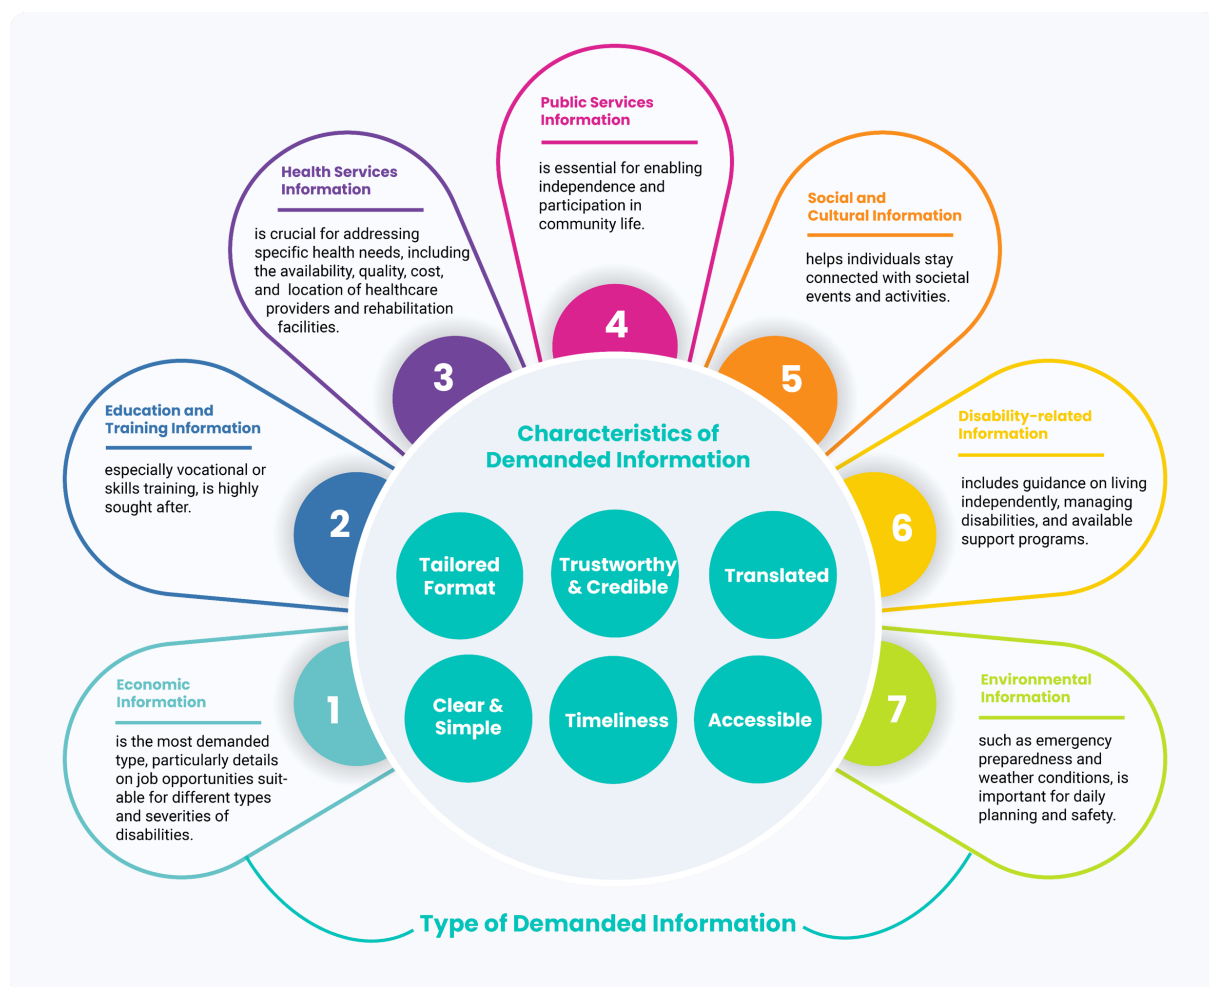 Public Services
Information
is essential for enabling
independence and
participation in
community life.
4
Health Services
Information
is crucial for addressing
specific health needs, including
the availability, quality, cost,
and location of healthcare
providers and rehabilitation
facilities.
3
Social and
Cultural Information
helps individuals stay
connected with societal
events and activities.
5
Education and
Training Information
especially vocational or
skills training, is highly
sought after.
2
Disability-related
Information
includes guidance on living
independently, managing
disabilities, and available
support programs.
6
Economic
Information
is the most demanded
type, particularly details
on job opportunities suit-
able for different types
and severities of
disabilities.
1
Environmental
Information
such as emergency
preparedness and
weather conditions, is
important for daily
planning and safety.
7
Characteristics of
Demanded Information
Tailored
Format
Trustworthy
& Credible
Translated
Clear &
Simple
Timeliness
Accessible
Type of Demanded Information